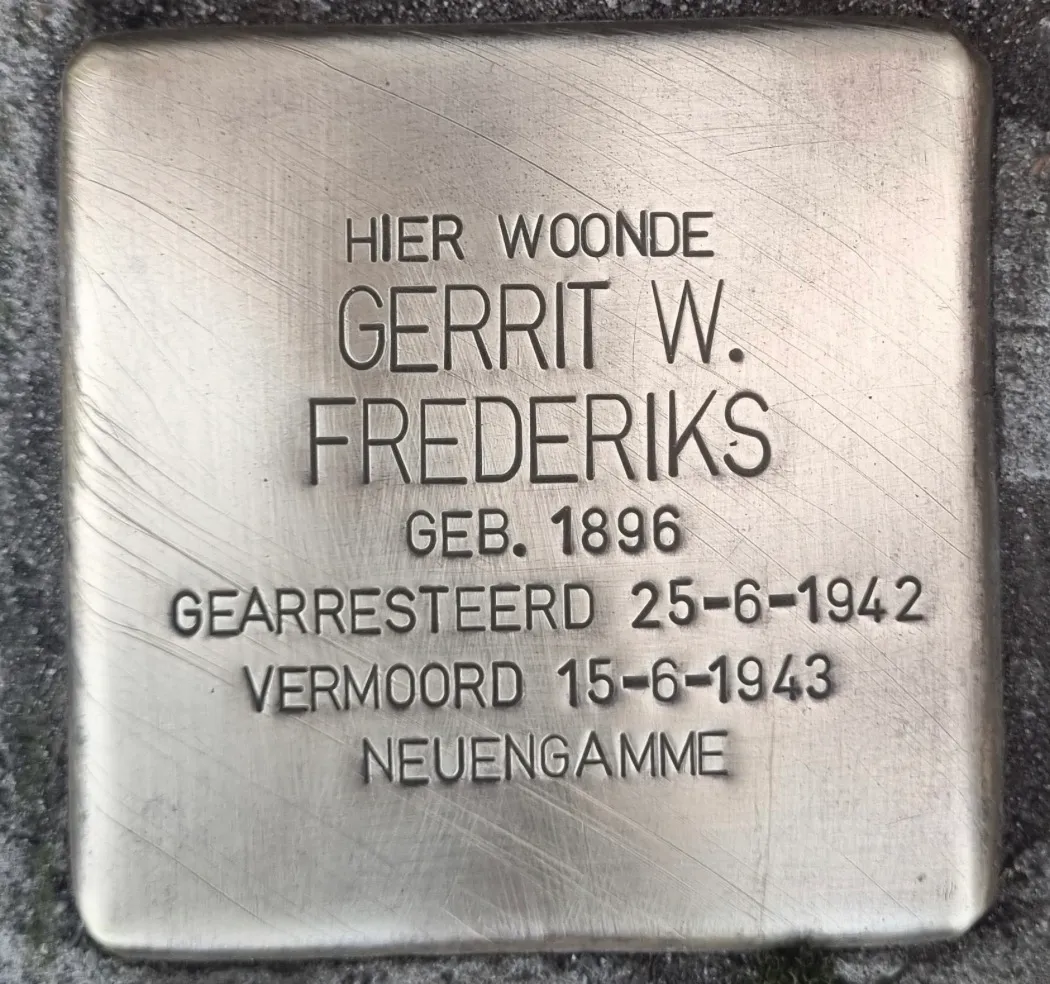 HIER WOONDE
GERRIT W.
FREDERIKS
GEB. 1896
GEARRESTEERD 25-6-1942
VERMOORD 15-6-1943
NEUENGAMME